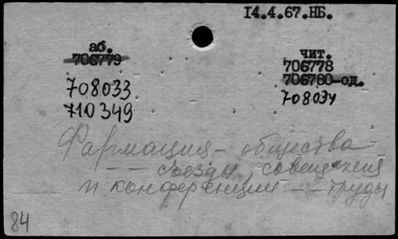 14.4.67.НБ.
аб.
706779
708033
710349
чит.
706778
706780-од.
708034
Фармация - общества
-- съезды, совещания
и конференции -- труды
84